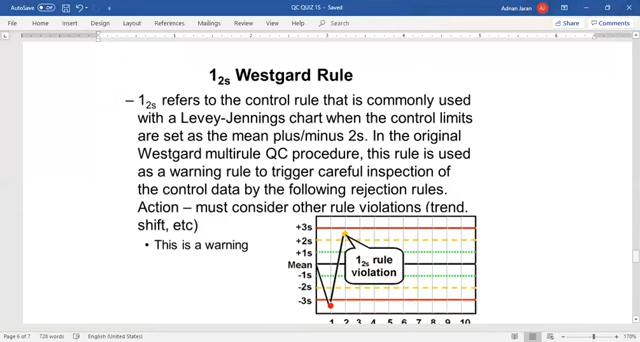 AutoSave Off
QC QUIZ 15 - Saved
Adnan Jaran
AJ
File Home Insert Draw Design Layout References Mailings Review View Help
Share Comments
1₂ₛ Westgard Rule
– 1₂ₛ refers to the control rule that is commonly used
with a Levey-Jennings chart when the control limits
are set as the mean plus/minus 2s. In the original
Westgard multirule QC procedure, this rule is used
as a warning rule to trigger careful inspection of
the control data by the following rejection rules.
Action – must consider other rule violations (trend,
shift, etc)
• This is a warning
+3s
+2s
+1s
Mean
-1s
-2s
-3s
1₂ₛ rule
violation
1 2 3 4 5 6 7 8 9 10
Page 6 of 7 728 words English (United States)
Focus
170%